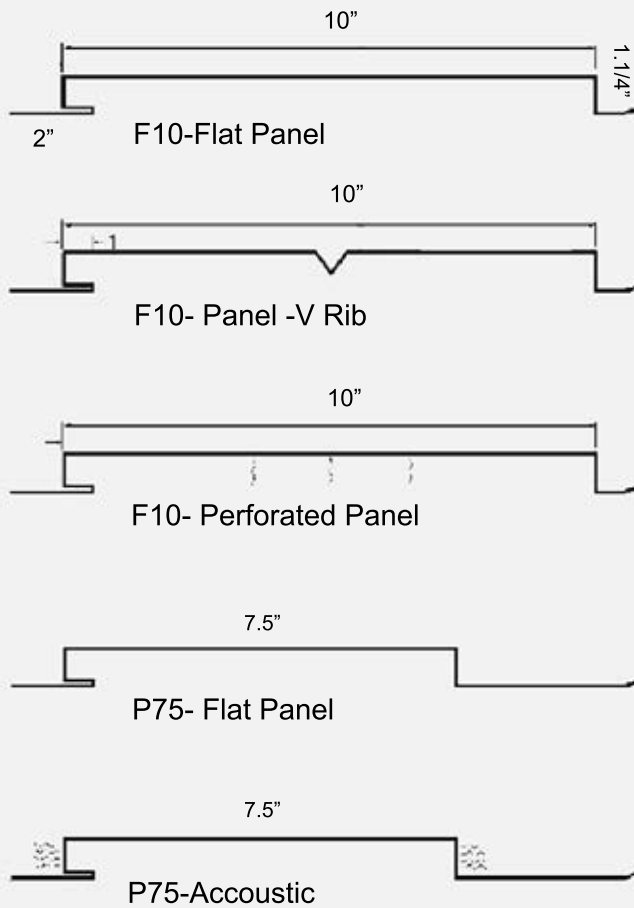 10”
1.1/4”
2”
F10-Flat Panel
10”
1
F10- Panel -V Rib
10”
F10- Perforated Panel
7.5”
P75- Flat Panel
7.5”
P75-Accoustic